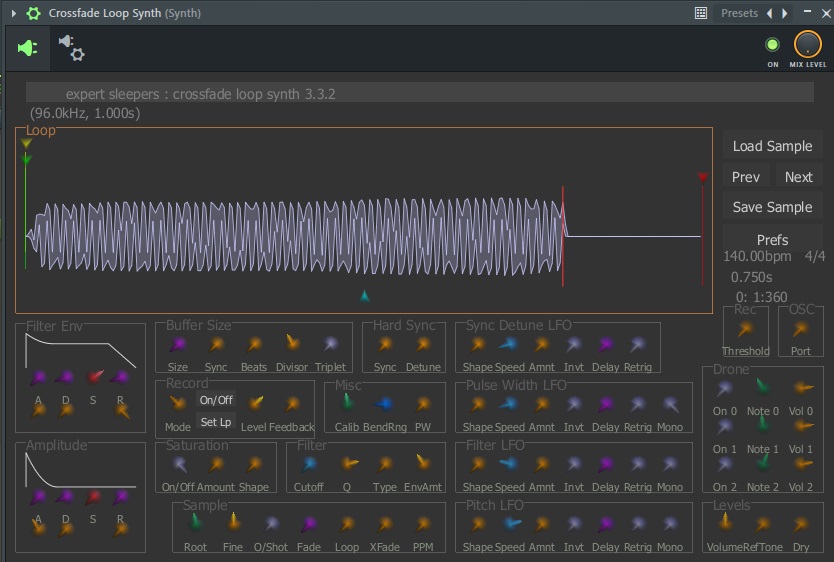 Crossfade Loop Synth (Synth) Presets
ON MIX LEVEL
expert sleepers : crossfade loop synth 3.3.2
(96.0kHz, 1.000s)
Loop
Load Sample
Prev Next
Save Sample
Prefs
140.00bpm 4/4
0.750s
0: 1:360
Rec OSC
Threshold Port
Filter Env
A D S R
Buffer Size
Size Sync Beats Divisor Triplet
Hard Sync
Sync Detune
Sync Detune LFO
Shape Speed Amnt Invt Delay Retrig
Record
Mode On/Off Set Lp Level Feedback
Misc
Calib BendRng PW
Pulse Width LFO
Shape Speed Amnt Invt Delay Retrig Mono
Drone
On 0 Note 0 Vol 0
On 1 Note 1 Vol 1
On 2 Note 2 Vol 2
Amplitude
A D S R
Saturation
On/Off Amount Shape
Filter
Cutoff Q Type EnvAmt
Filter LFO
Shape Speed Amnt Invt Delay Retrig Mono
Sample
Root Fine O/Shot Fade Loop XFade PPM
Pitch LFO
Shape Speed Amnt Invt Delay Retrig Mono
Levels
Volume RefTone Dry